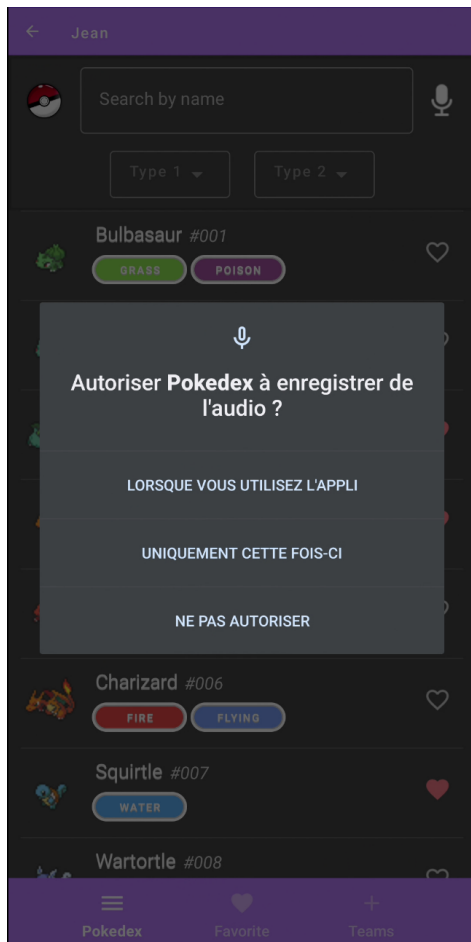 Jean
Search by name
Type 1
Type 2
Bulbasaur #001
GRASS
POISON
Autoriser Pokedex à enregistrer de
l'audio ?
LORSQUE VOUS UTILISEZ L'APPLI
UNIQUEMENT CETTE FOIS-CI
NE PAS AUTORISER
Charizard #006
FIRE
FLYING
Squirtle #007
WATER
Wartortle #008
Pokedex
Favorite
Teams